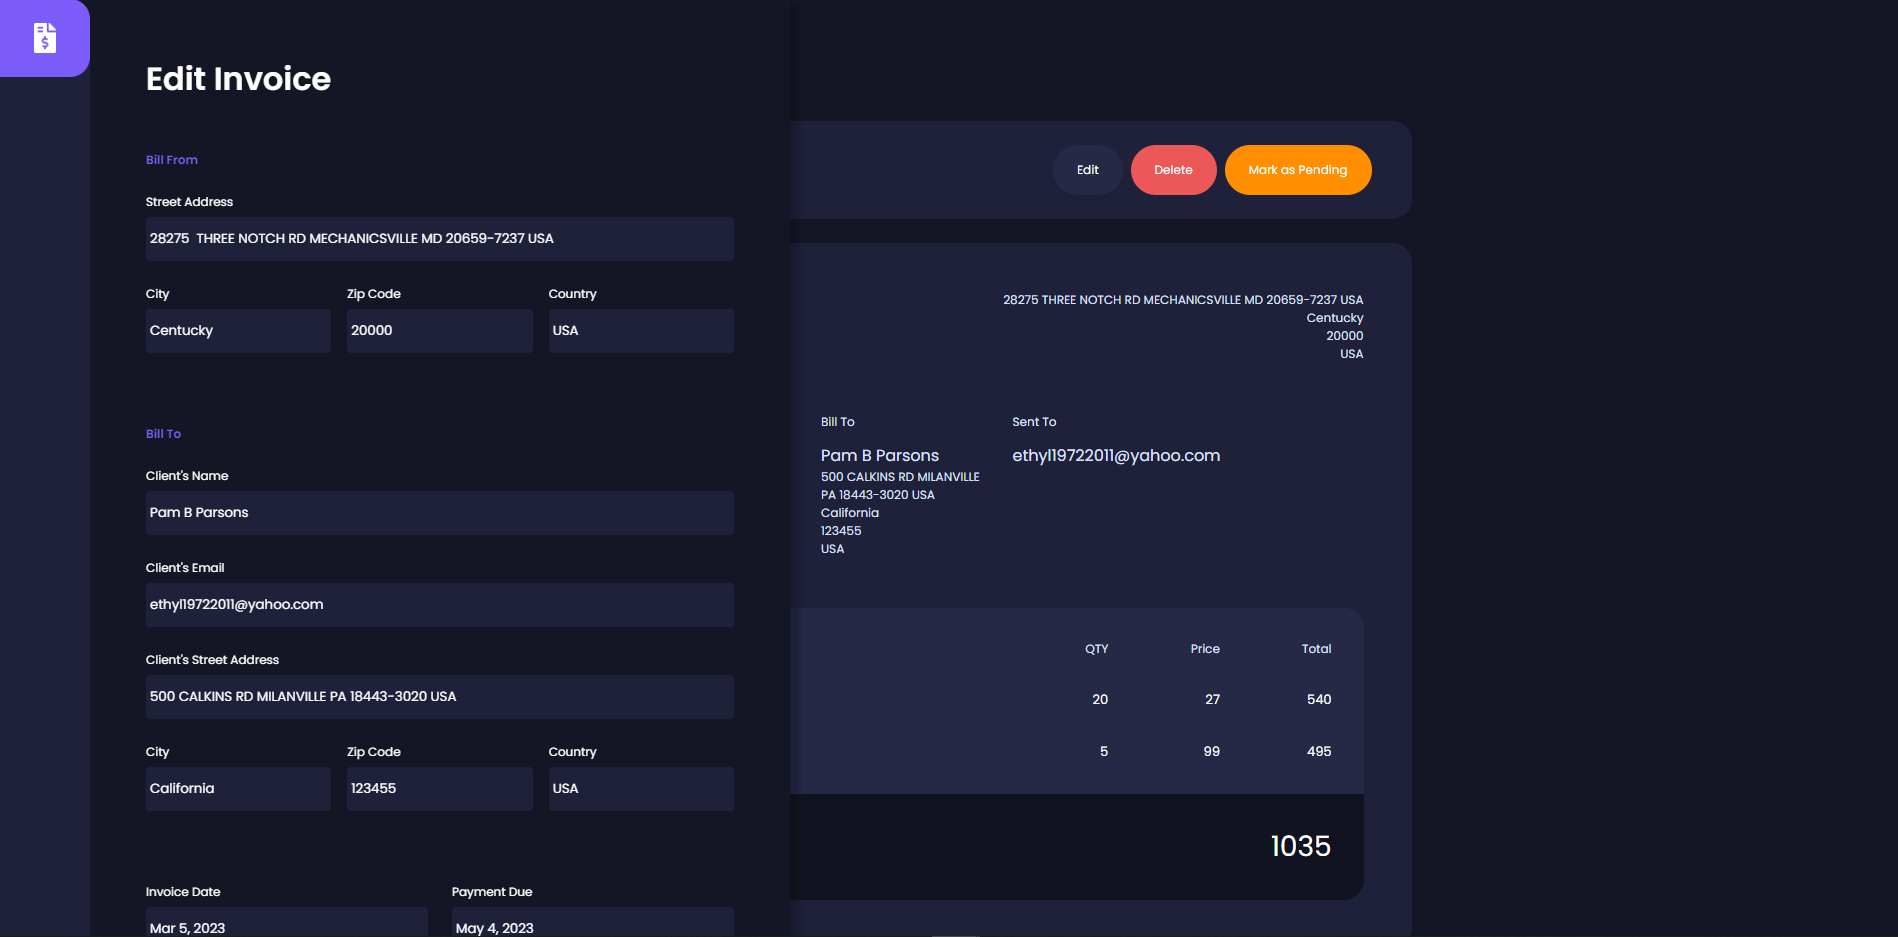 $
Edit Invoice
Bill From
Street Address
28275  THREE NOTCH RD MECHANICSVILLE MD 20659-7237 USA
City Zip Code Country
Centucky 20000 USA
Bill To
Client's Name
Pam B Parsons
Client's Email
ethyl19722011@yahoo.com
Client's Street Address
500 CALKINS RD MILANVILLE PA 18443-3020 USA
City Zip Code Country
California 123455 USA
Invoice Date Payment Due
Mar 5, 2023 May 4, 2023
Edit Delete Mark as Pending
28275 THREE NOTCH RD MECHANICSVILLE MD 20659-7237 USA
Centucky
20000
USA
Bill To
Pam B Parsons
500 CALKINS RD MILANVILLE
PA 18443-3020 USA
California
123455
USA
Sent To
ethyl19722011@yahoo.com
QTY Price Total
20 27 540
5 99 495
1035